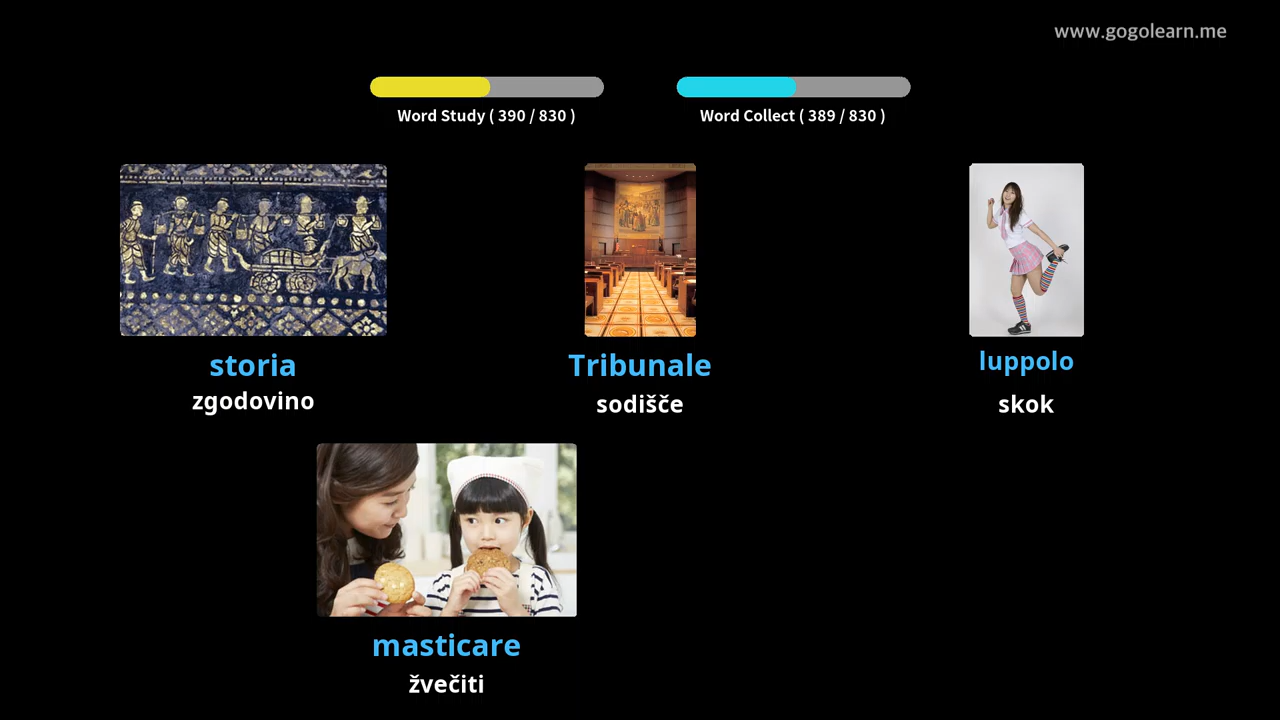 www.gogolearn.me
Word Study ( 390 / 830 )
Word Collect ( 389 / 830 )
storia
zgodovino
Tribunale
sodišče
luppolo
skok
masticare
žvečiti